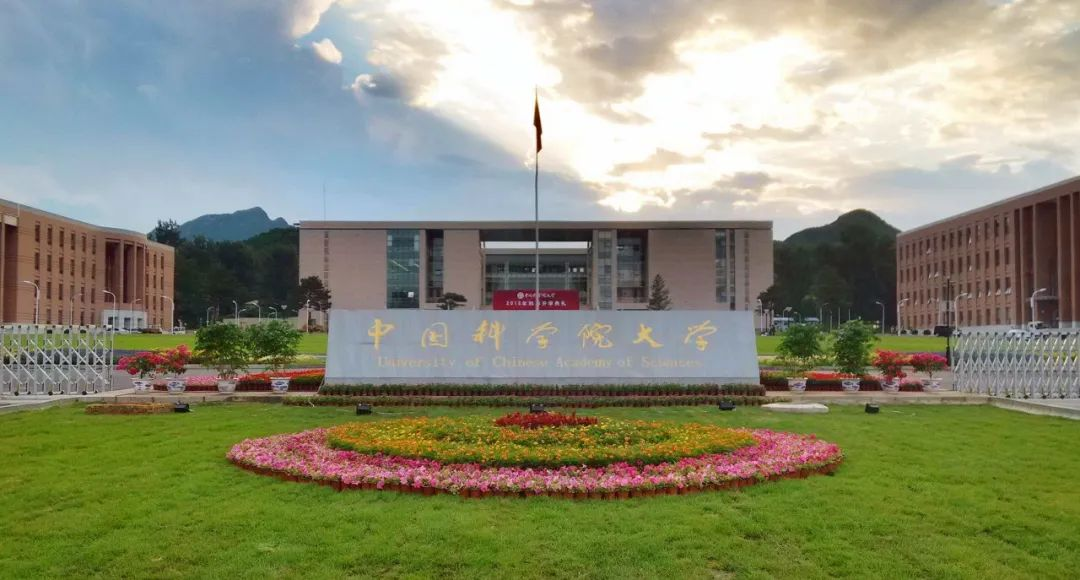 中国科学院大学
University of Chinese Academy of Sciences